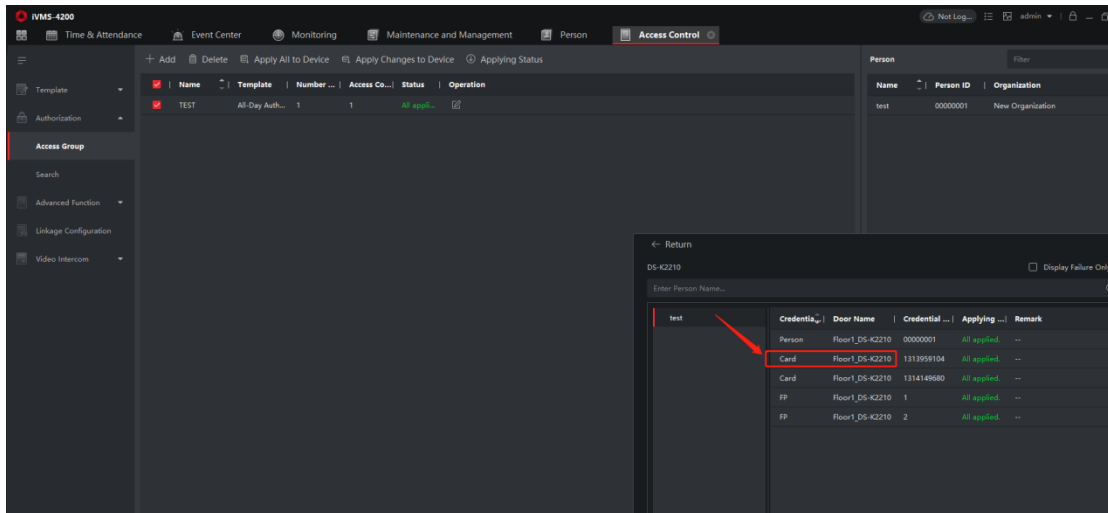 iVMS-4200
Not Log...
admin
Time & Attendance
Event Center
Monitoring
Maintenance and Management
Person
Access Control
Template
Authorization
Access Group
Search
Advanced Function
Linkage Configuration
Video Intercom
+ Add Delete Apply All to Device Apply Changes to Device Applying Status
Name | Template | Number ... | Access Co...| Status | Operation
TEST All-Day Auth... 1 1 All appli...
Person Filter
Name | Person ID | Organization
test 00000001 New Organization
← Return
DS-K2210 Display Failure Only
Enter Person Name...
test
Credentia... | Door Name | Credential ...| Applying ...| Remark
Person Floor1_DS-K2210 00000001 All applied. --
Card Floor1_DS-K2210 1313959104 All applied. --
Card Floor1_DS-K2210 1314149680 All applied. --
FP Floor1_DS-K2210 1 All applied. --
FP Floor1_DS-K2210 2 All applied. --